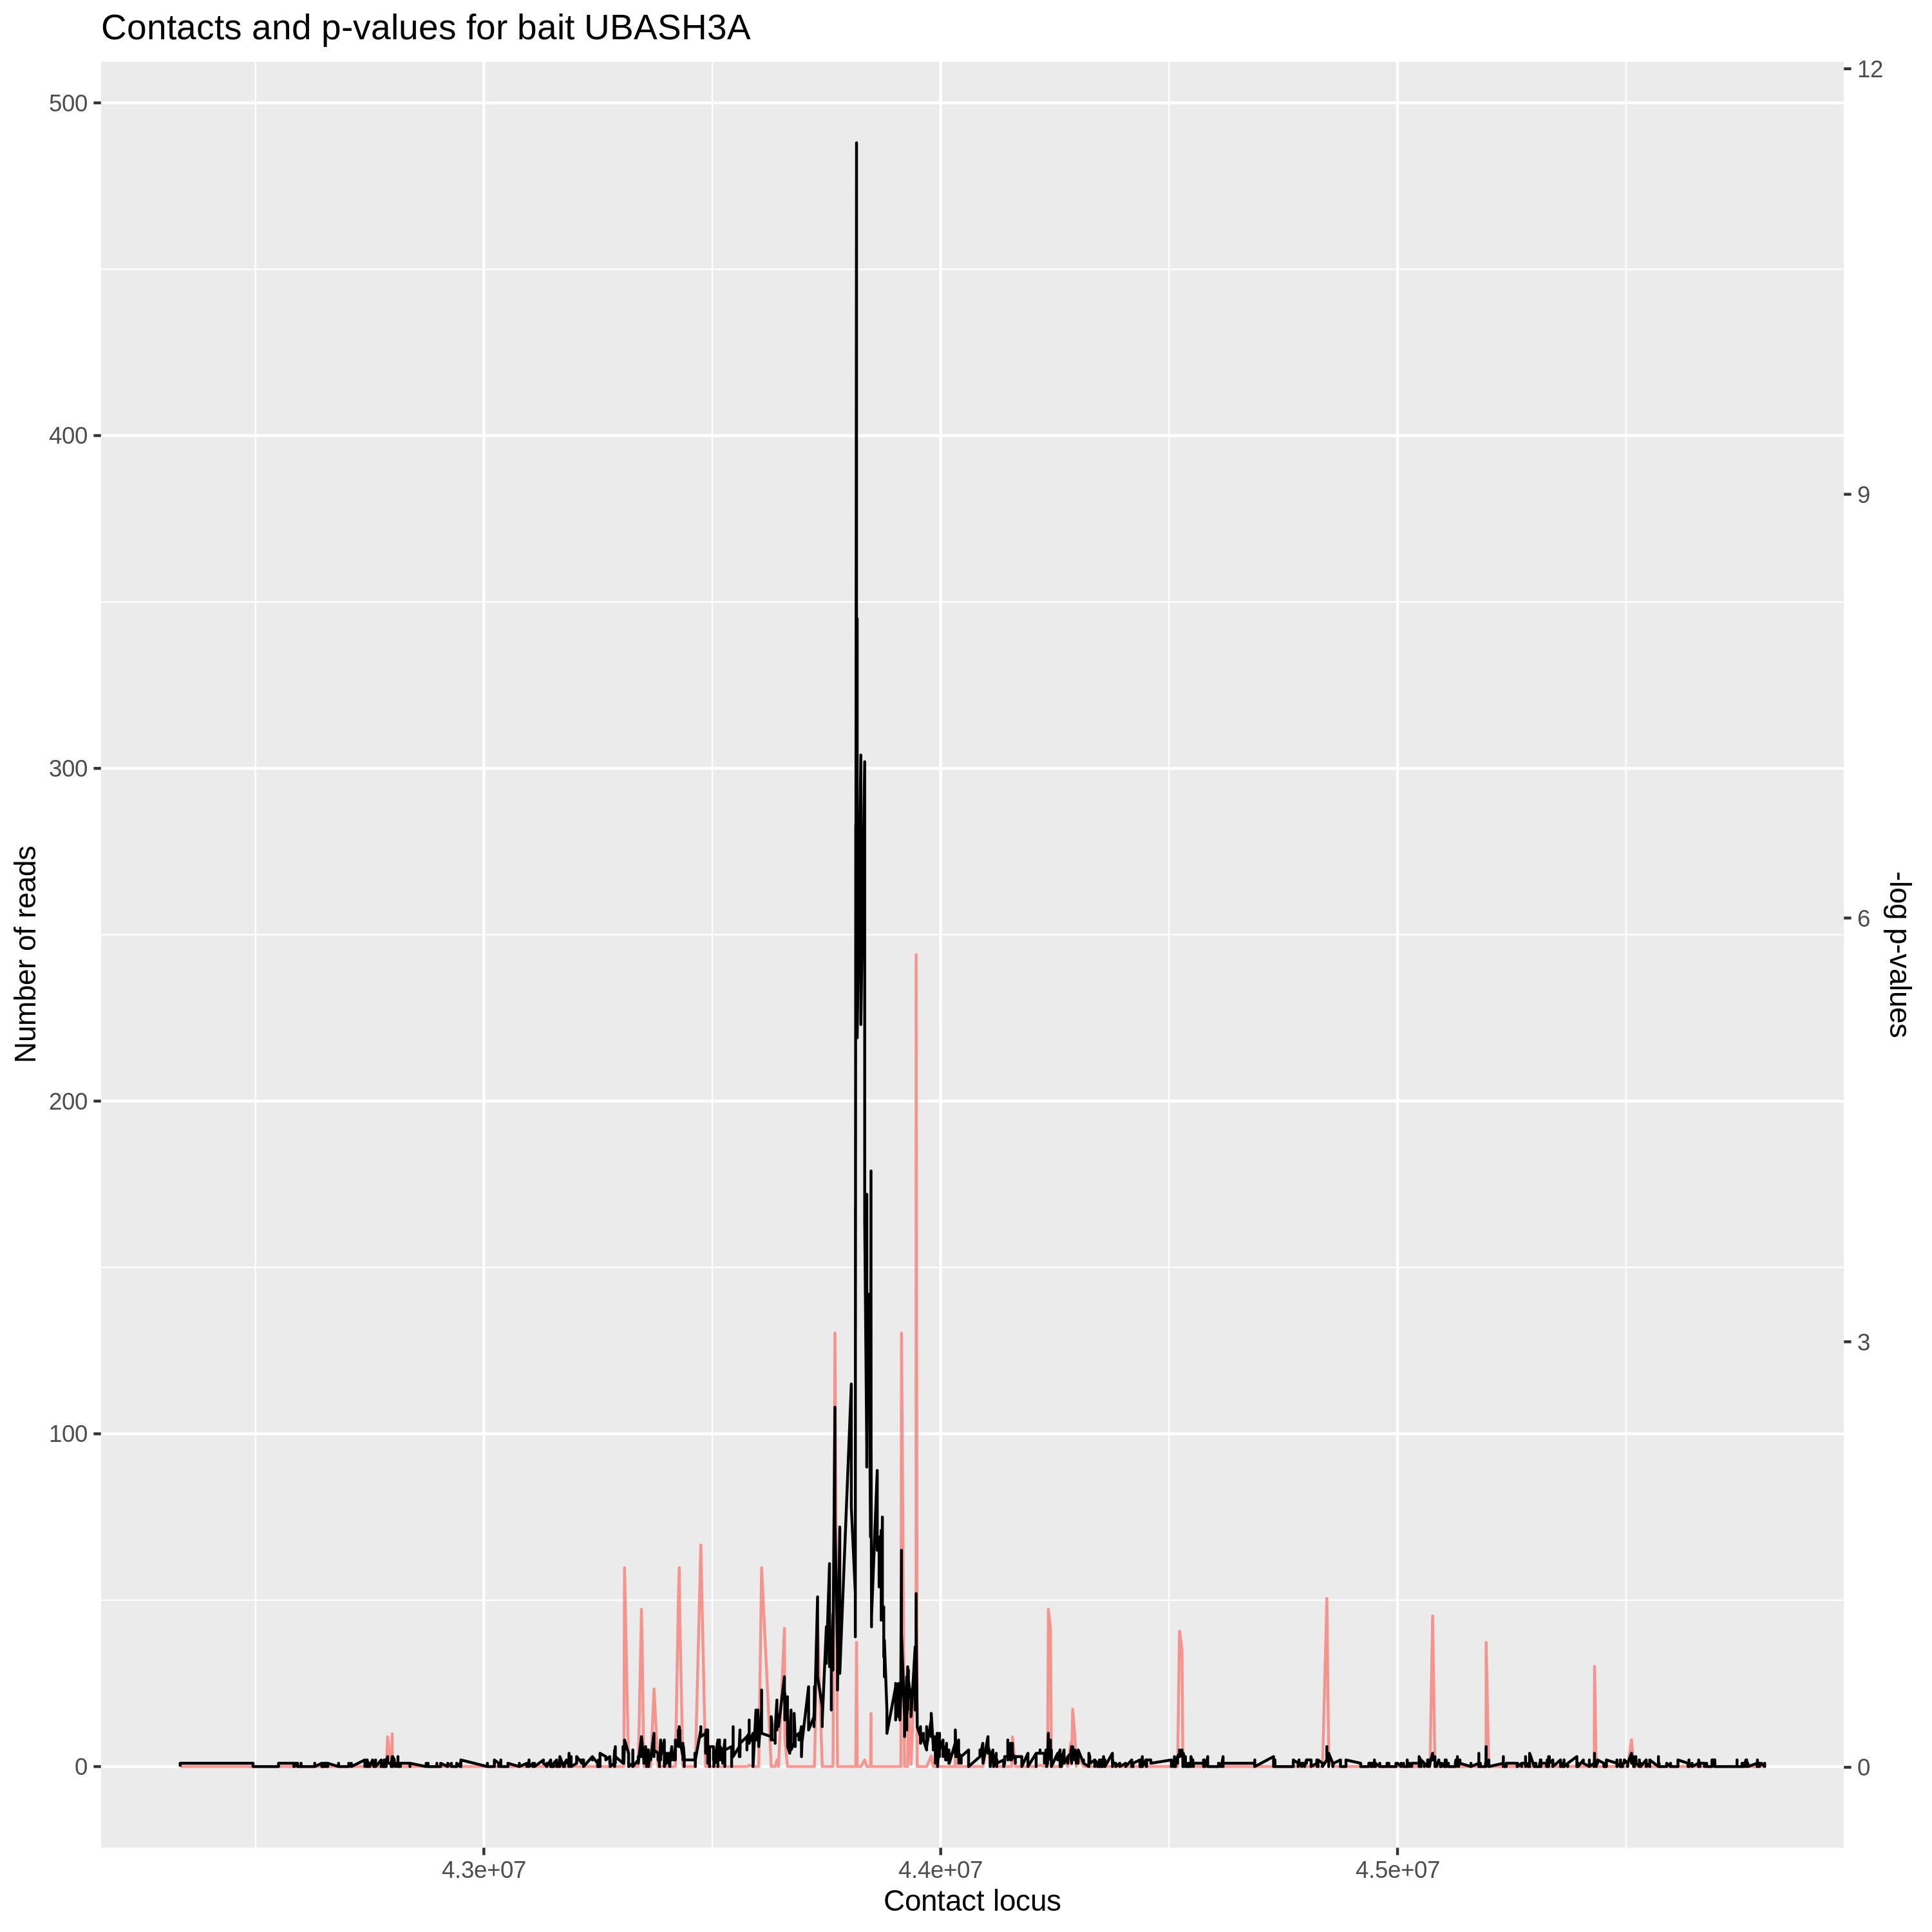 Contacts and p-values for bait UBASH3A
500
400
300
200
100
0
Number of reads
12
9
6
3
0
-log p-values
4.3e+07
4.4e+07
4.5e+07
Contact locus